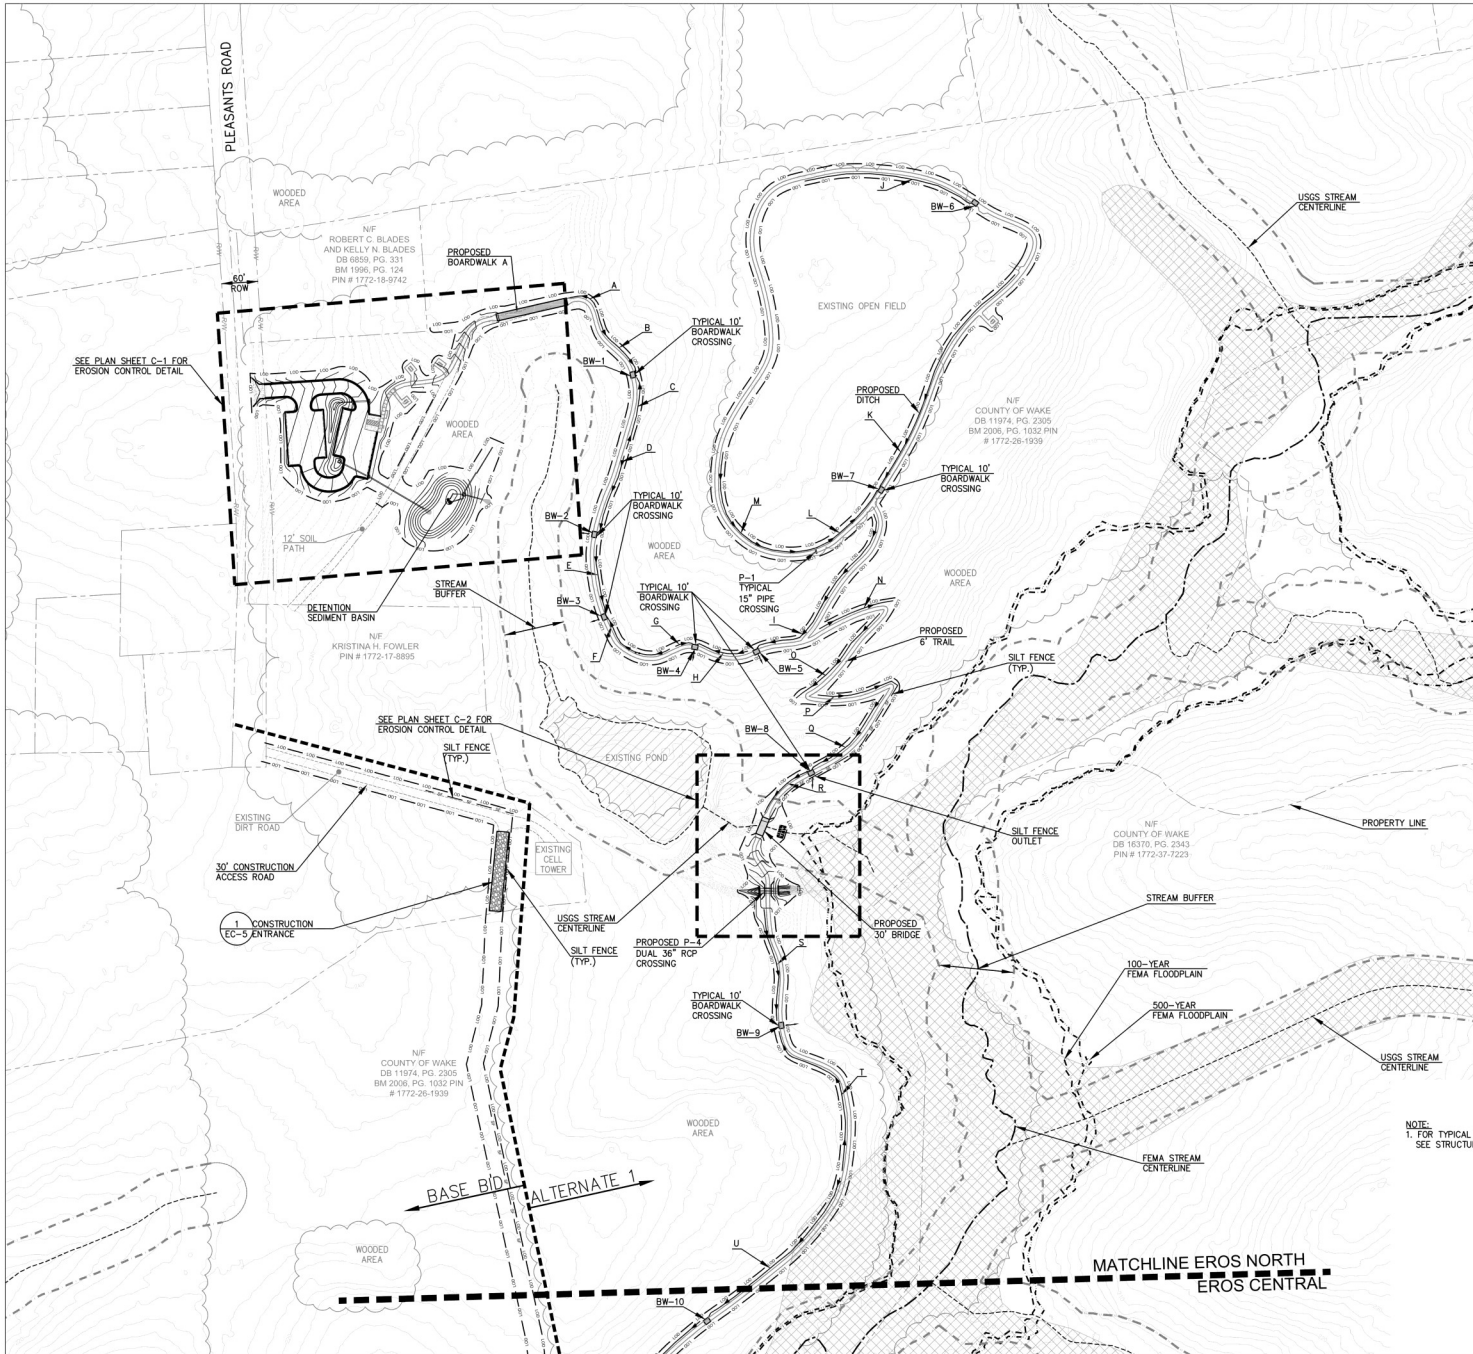 PLEASANTS ROAD
WOODED
AREA
N/F
ROBERT C. BLADES
AND KELLY N. BLADES
DB 6859, PG. 331
BM 1996, PG. 124
PIN # 1772-18-9742
60'
ROW
R/W
R/W
PROPOSED
BOARDWALK A
A
B
TYPICAL 10'
BOARDWALK
CROSSING
BW-1
C
D
SEE PLAN SHEET C-1 FOR
EROSION CONTROL DETAIL
WOODED
AREA
12' SOIL
PATH
DETENTION
SEDIMENT BASIN
STREAM
BUFFER
BW-2
TYPICAL 10'
BOARDWALK
CROSSING
E
BW-3
F
WOODED
AREA
G
TYPICAL 10'
BOARDWALK
CROSSING
BW-4
H
BW-5
I
J
BW-6
EXISTING OPEN FIELD
PROPOSED
DITCH
K
BW-7
TYPICAL 10'
BOARDWALK
CROSSING
L
M
P-1
TYPICAL
15" PIPE
CROSSING
N
O
PROPOSED
6' TRAIL
P
SILT FENCE
(TYP.)
Q
BW-8
R
WOODED
AREA
N/F
COUNTY OF WAKE
DB 11974, PG. 2305
BM 2006, PG. 1032 PIN
# 1772-26-1939
USGS STREAM
CENTERLINE
N/F
KRISTINA H. FOWLER
PIN # 1772-17-8895
SEE PLAN SHEET C-2 FOR
EROSION CONTROL DETAIL
SILT FENCE
(TYP.)
EXISTING POND
EXISTING
DIRT ROAD
30' CONSTRUCTION
ACCESS ROAD
EXISTING
CELL
TOWER
1
EC-5
CONSTRUCTION
ENTRANCE
USGS STREAM
CENTERLINE
SILT FENCE
(TYP.)
PROPOSED P-4
DUAL 36" RCP
CROSSING
PROPOSED
30' BRIDGE
SILT FENCE
OUTLET
N/F
COUNTY OF WAKE
DB 16370, PG. 2343
PIN # 1772-37-7223
PROPERTY LINE
STREAM BUFFER
100-YEAR
FEMA FLOODPLAIN
500-YEAR
FEMA FLOODPLAIN
USGS STREAM
CENTERLINE
S
TYPICAL 10'
BOARDWALK
CROSSING
BW-9
T
N/F
COUNTY OF WAKE
DB 11974, PG. 2305
BM 2006, PG. 1032 PIN
# 1772-26-1939
WOODED
AREA
FEMA STREAM
CENTERLINE
NOTE:
1. FOR TYPICAL
SEE
BASE BID
ALTERNATE 1
WOODED
AREA
U
BW-10
MATCHLINE EROS NORTH
EROS CENTRAL